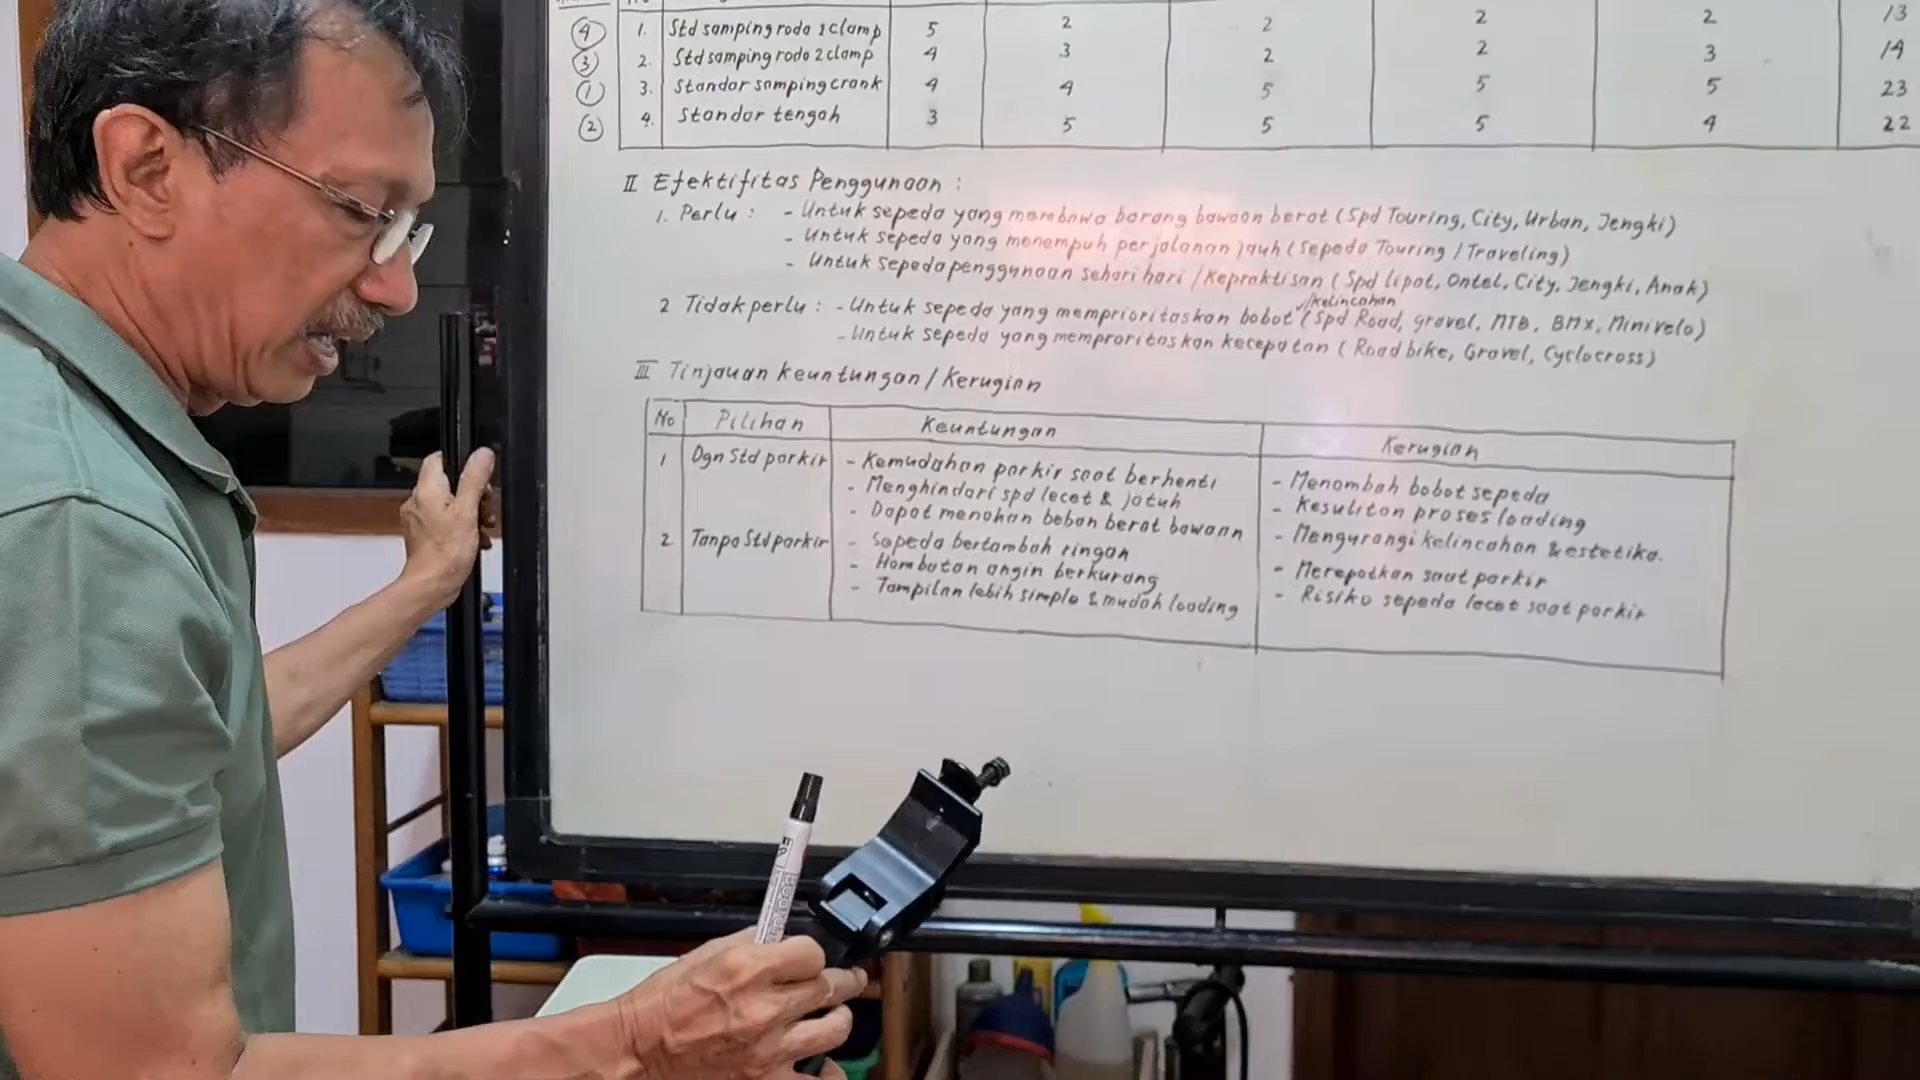 4 1. Std samping roda 1 clamp 5 2 2 2 2 13
3 2. Std samping roda 2 clamp 4 3 2 2 3 14
1 3. Standar samping crank 4 4 5 5 5 23
2 4. Standar tengah 3 5 5 5 4 22
II Efektifitas Penggunaan :
1. Perlu : - Untuk sepeda yang membawa barang bawaan berat (Spd Touring, City, Urban, Jengki)
- Untuk sepeda yang menempuh perjalanan jauh (Sepeda Touring / Traveling)
- Untuk sepeda penggunaan sehari hari / Kepraktisan (Spd lipat, Ontel, City, Jengki, Anak)
/kelincahan
2 Tidak perlu : - Untuk sepeda yang memprioritaskan bobot (Spd Road, gravel, MTB, BMX, Minivelo)
- Untuk sepeda yang memproritaskan kecepatan (Road bike, Gravel, Cyclocross)
III Tinjauan keuntungan / Kerugian
No Pilihan Keuntungan Kerugian
1 Dgn Std parkir - Kemudahan parkir saat berhenti - Menambah bobot sepeda
- Menghindari spd lecet & jatuh - Kesulitan proses loading
- Dapat menahan beban berat bawaan - Mengurangi kelincahan & estetika.
2 Tanpa Std parkir - Sepeda bertambah ringan - Merepotkan saat parkir
- Hambatan angin berkurang - Risiko sepeda lecet saat parkir
- Tampilan lebih simple & mudah loading